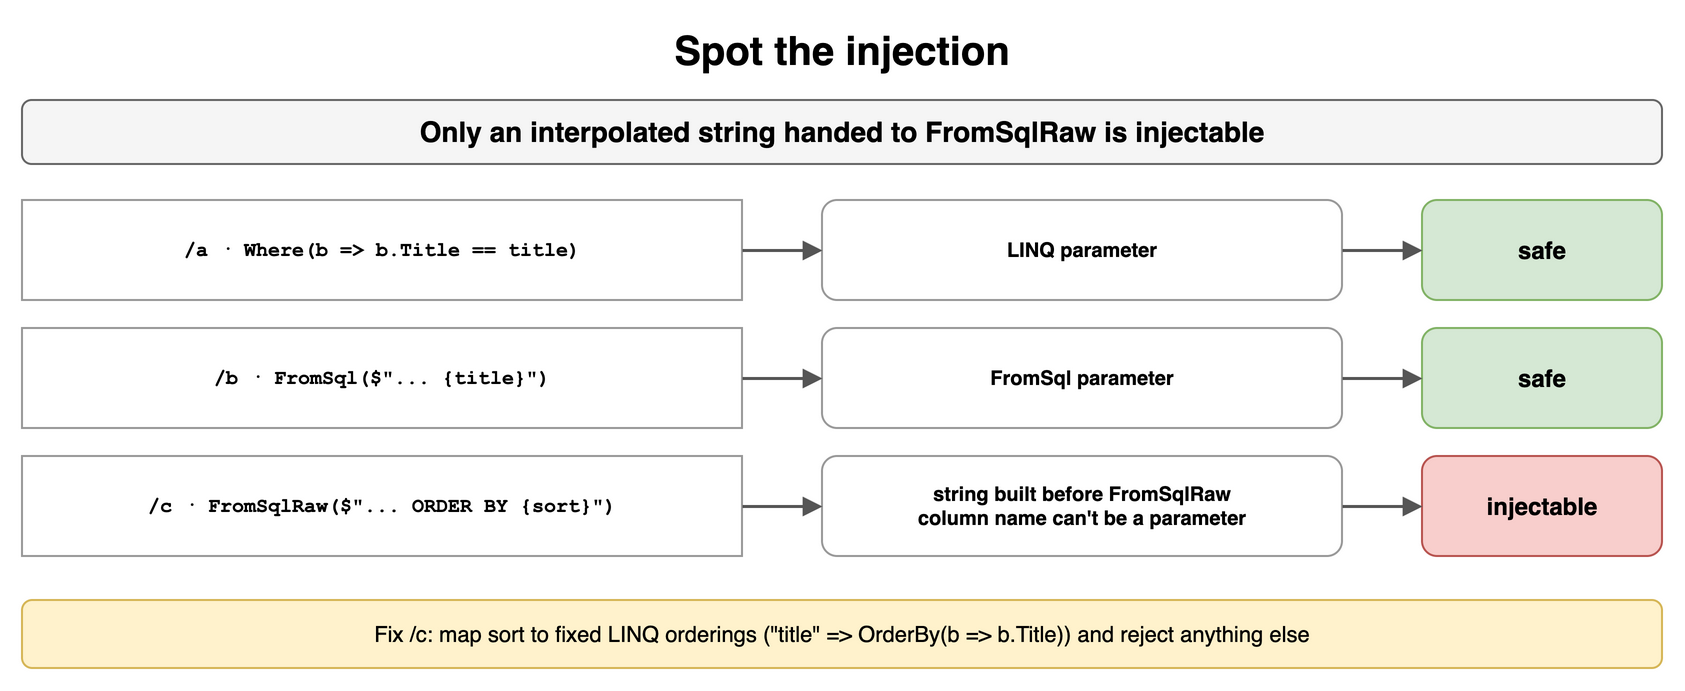 Spot the injection
Only an interpolated string handed to FromSqlRaw is injectable
/a · Where(b => b.Title == title)
LINQ parameter
safe
/b · FromSql($"... {title}")
FromSql parameter
safe
/c · FromSqlRaw($"... ORDER BY {sort}")
string built before FromSqlRaw
column name can't be a parameter
injectable
Fix /c: map sort to fixed LINQ orderings ("title" => OrderBy(b => b.Title)) and reject anything else